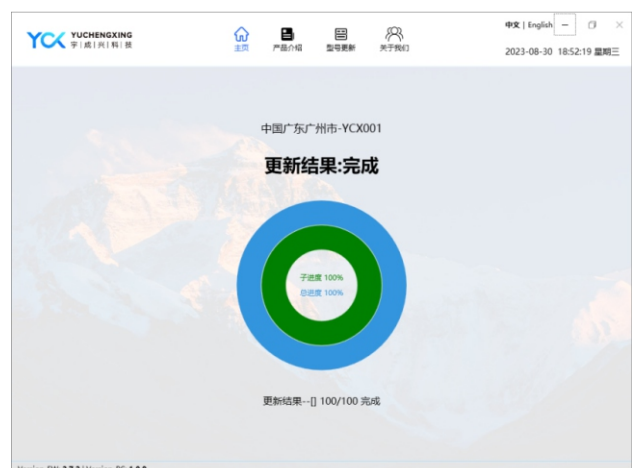 中文 | English
YCX YUCHENGXING
宇|成|兴|科|技
主页 产品介绍 型号更新 关于我们
2023-08-30 18:52:19 星期三
中国广东广州市-YCX001
更新结果:完成
子进度 100%
总进度 100%
更新结果--[] 100/100 完成